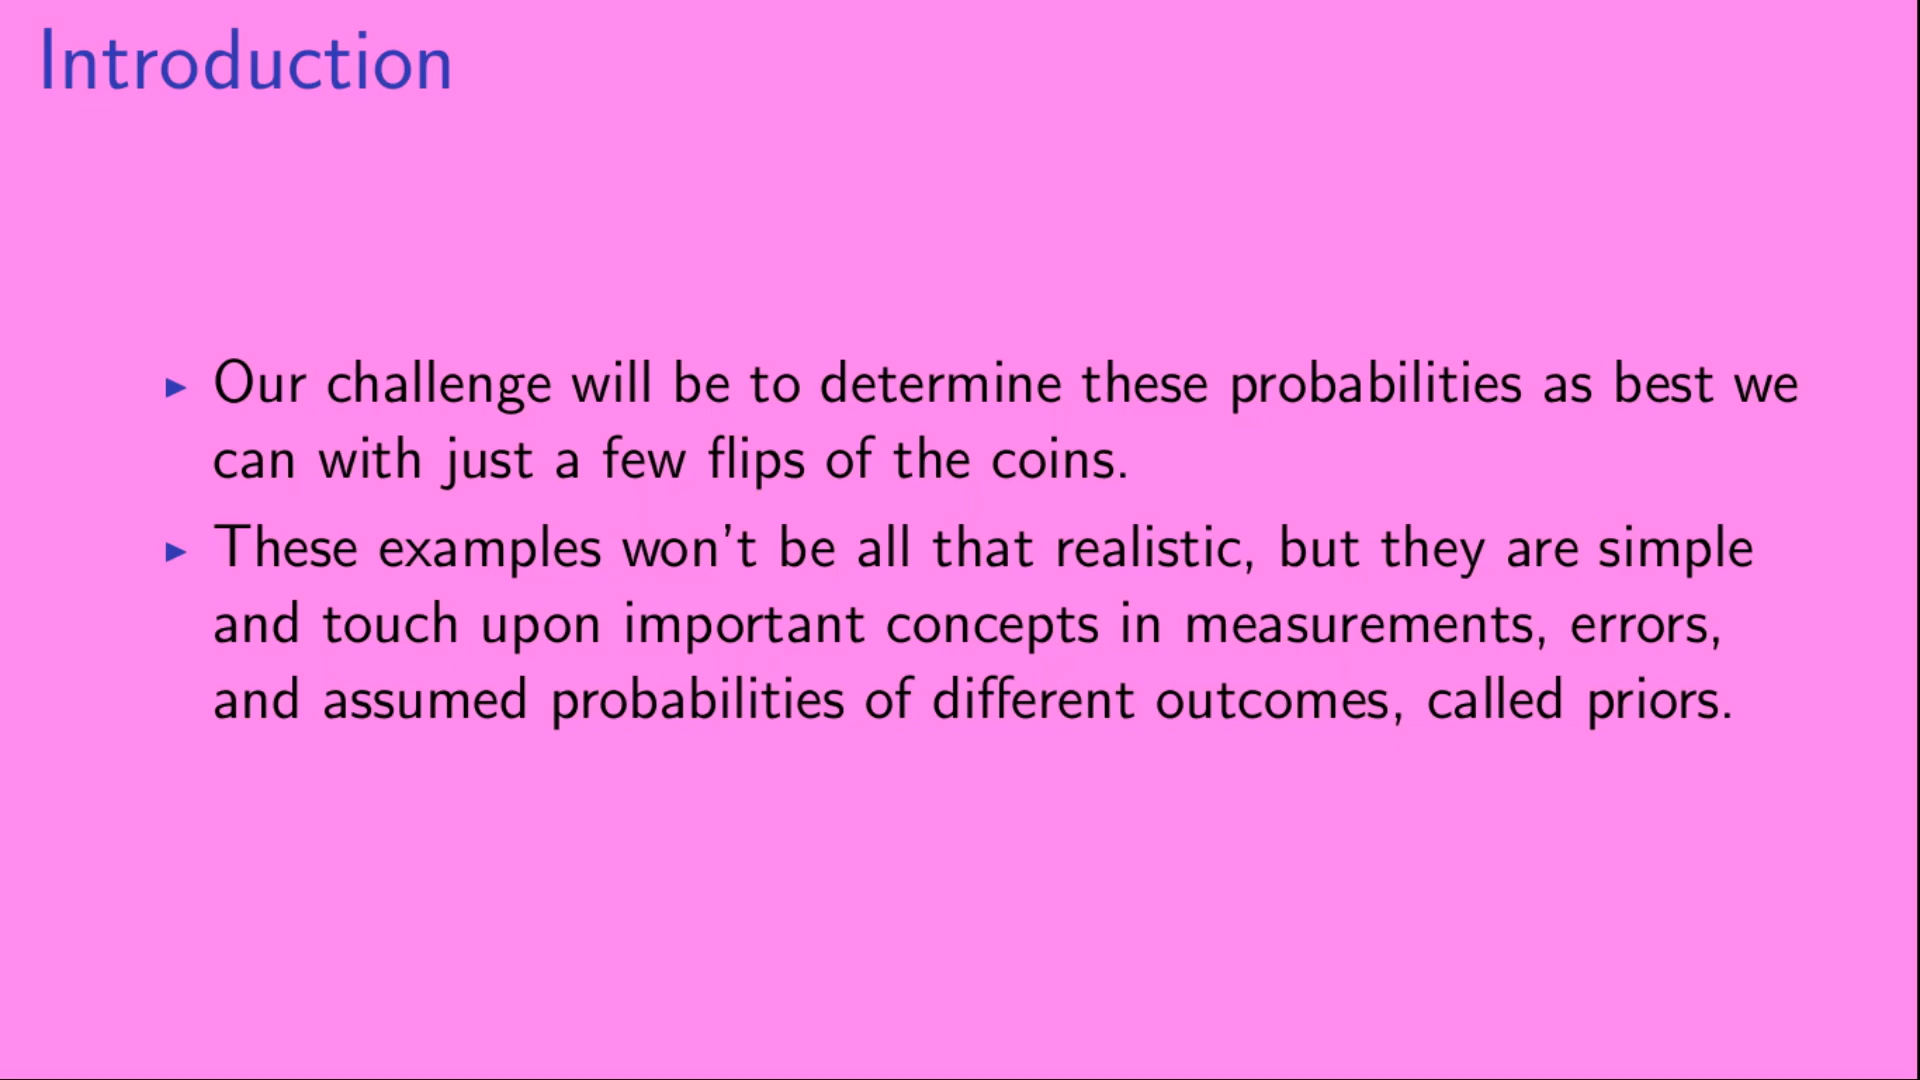 Introduction
▶ Our challenge will be to determine these probabilities as best we
can with just a few flips of the coins.
▶ These examples won't be all that realistic, but they are simple
and touch upon important concepts in measurements, errors,
and assumed probabilities of different outcomes, called priors.